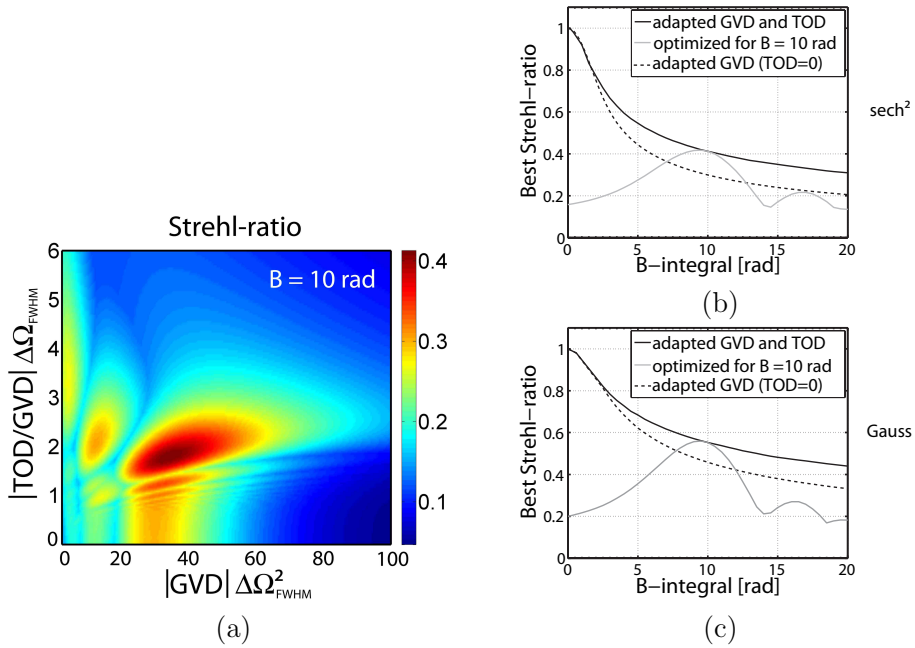 Strehl-ratio
B = 10 rad
|TOD/GVD| ΔΩFWHM
6
5
4
3
2
1
0
0 20 40 60 80 100
|GVD| ΔΩ²FWHM
0.4
0.3
0.2
0.1
(a)
adapted GVD and TOD
optimized for B = 10 rad
adapted GVD (TOD=0)
Best Strehl−ratio
1
0.8
0.6
0.4
0.2
0
0 5 10 15 20
B−integral [rad]
sech²
(b)
adapted GVD and TOD
optimized for B =10 rad
adapted GVD (TOD=0)
Best Strehl−ratio
1
0.8
0.6
0.4
0.2
0
0 5 10 15 20
B−integral [rad]
Gauss
(c)